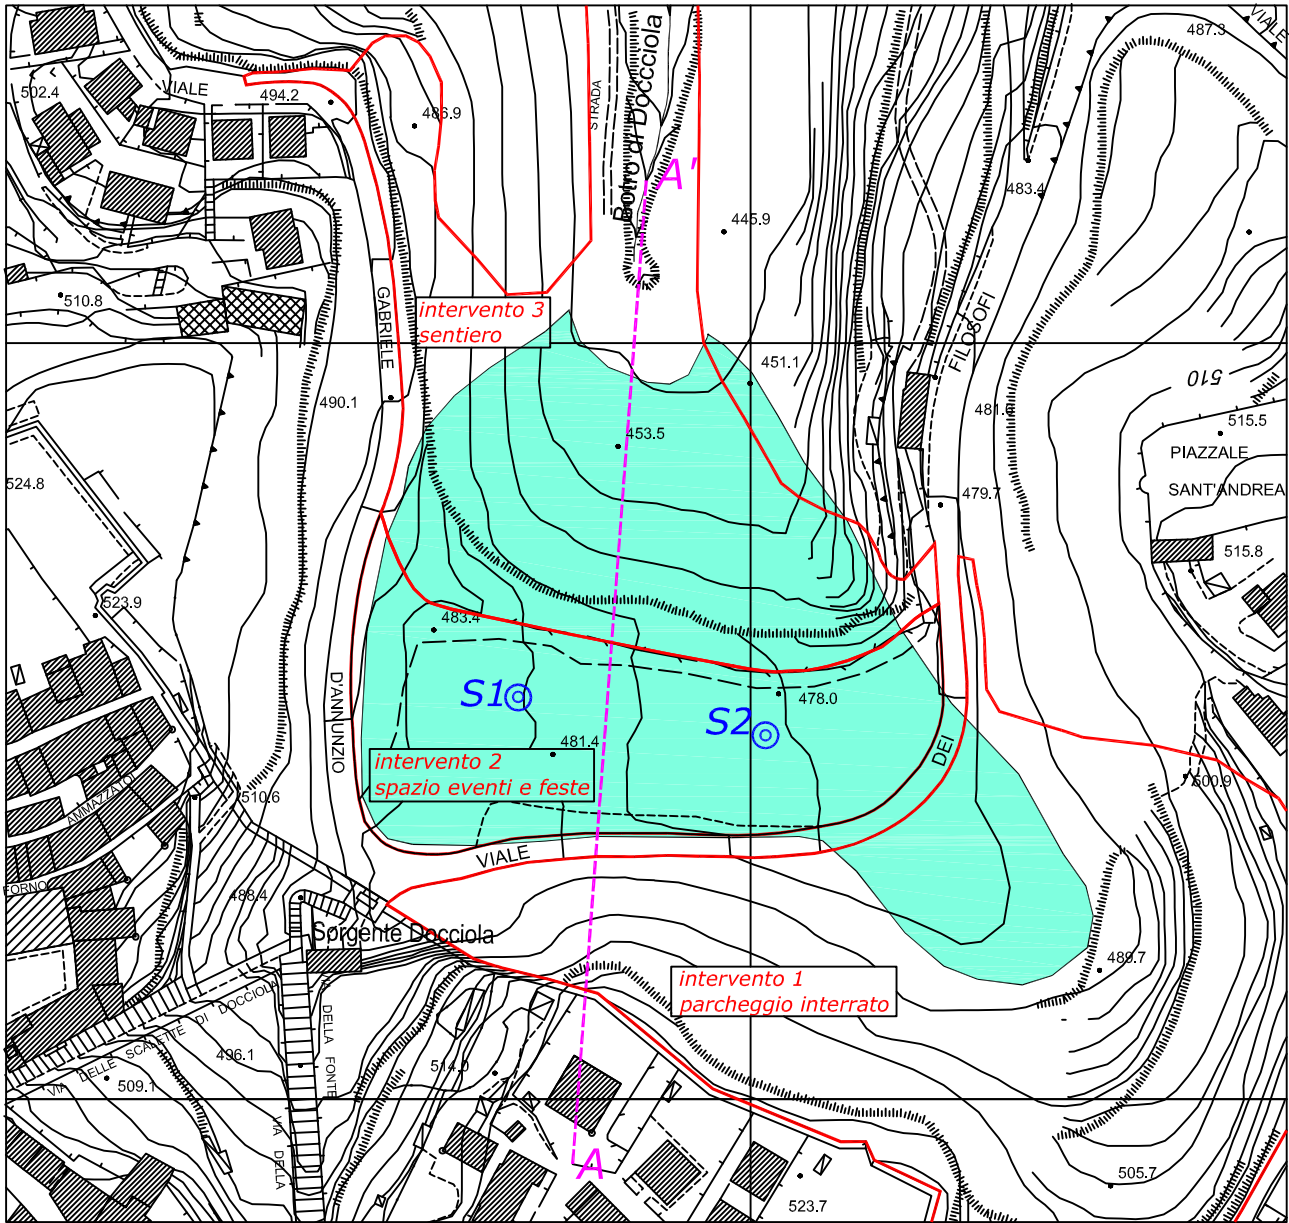 VIALE
487.3
502.4
VIALE
494.2
486.9
STRADA
Botro di Docccìola
A'
483.4
445.9
510.8
GABRIELE
intervento 3
sentiero
FILOSOFI
451.1
510
490.1
481.
515.5
453.5
PIAZZALE
524.8
479.7
SANT'ANDREA
515.8
523.9
483.4
D'ANNUNZIO
S1
S2
478.0
481.4
DEI
intervento 2
spazio eventi e feste
500.9
510.6
AMMAZZATO
VIALE
FORNO
488.4
Sorgente Docciola
489.7
intervento 1
parcheggio interrato
VIA DELLE SCALETTE DI DOCCIOLA
VIA DELLA FONTE
496.1
509.1
514.0
VIA DELLA
A
505.7
523.7